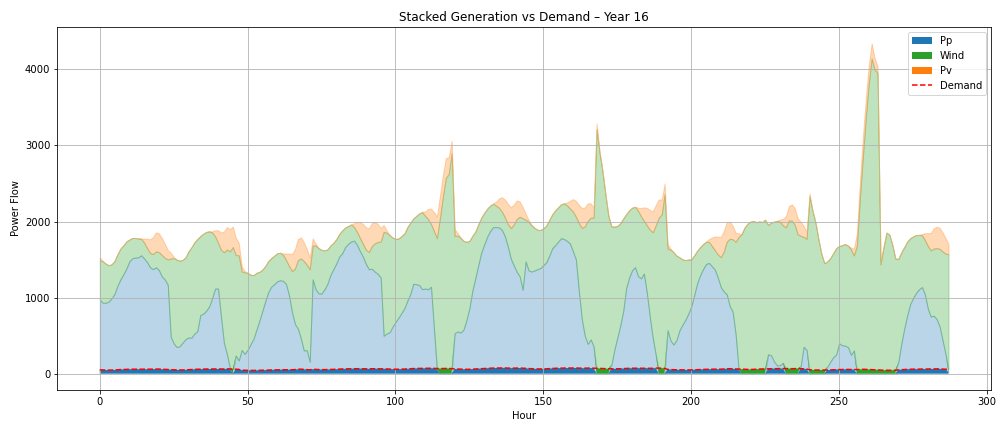 Stacked Generation vs Demand – Year 16
Pp
Wind
Pv
Demand
Power Flow
4000
3000
2000
1000
0
0 50 100 150 200 250 300
Hour